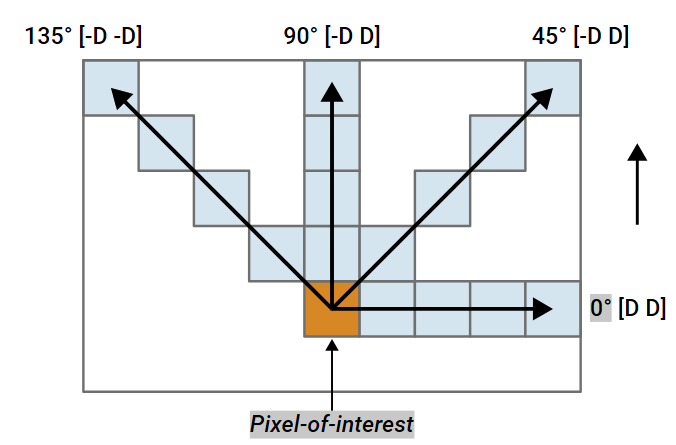 135° [-D -D]
90° [-D D]
45° [-D D]
0° [D D]
Pixel-of-interest